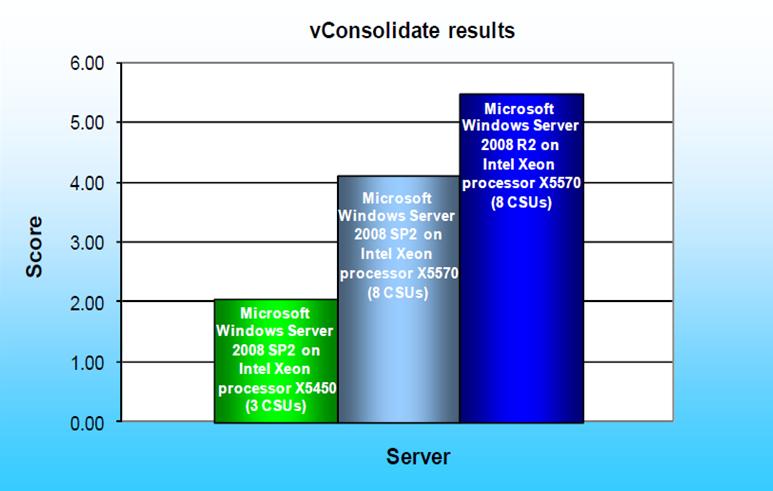 vConsolidate results
6.00
5.00
4.00
3.00
2.00
1.00
0.00
Score
Microsoft
Windows Server
2008 SP2 on
Intel Xeon
processor X5450
(3 CSUs)
Microsoft
Windows Server
2008 SP2 on
Intel Xeon
processor X5570
(8 CSUs)
Microsoft
Windows Server
2008 R2 on
Intel Xeon
processor X5570
(8 CSUs)
Server